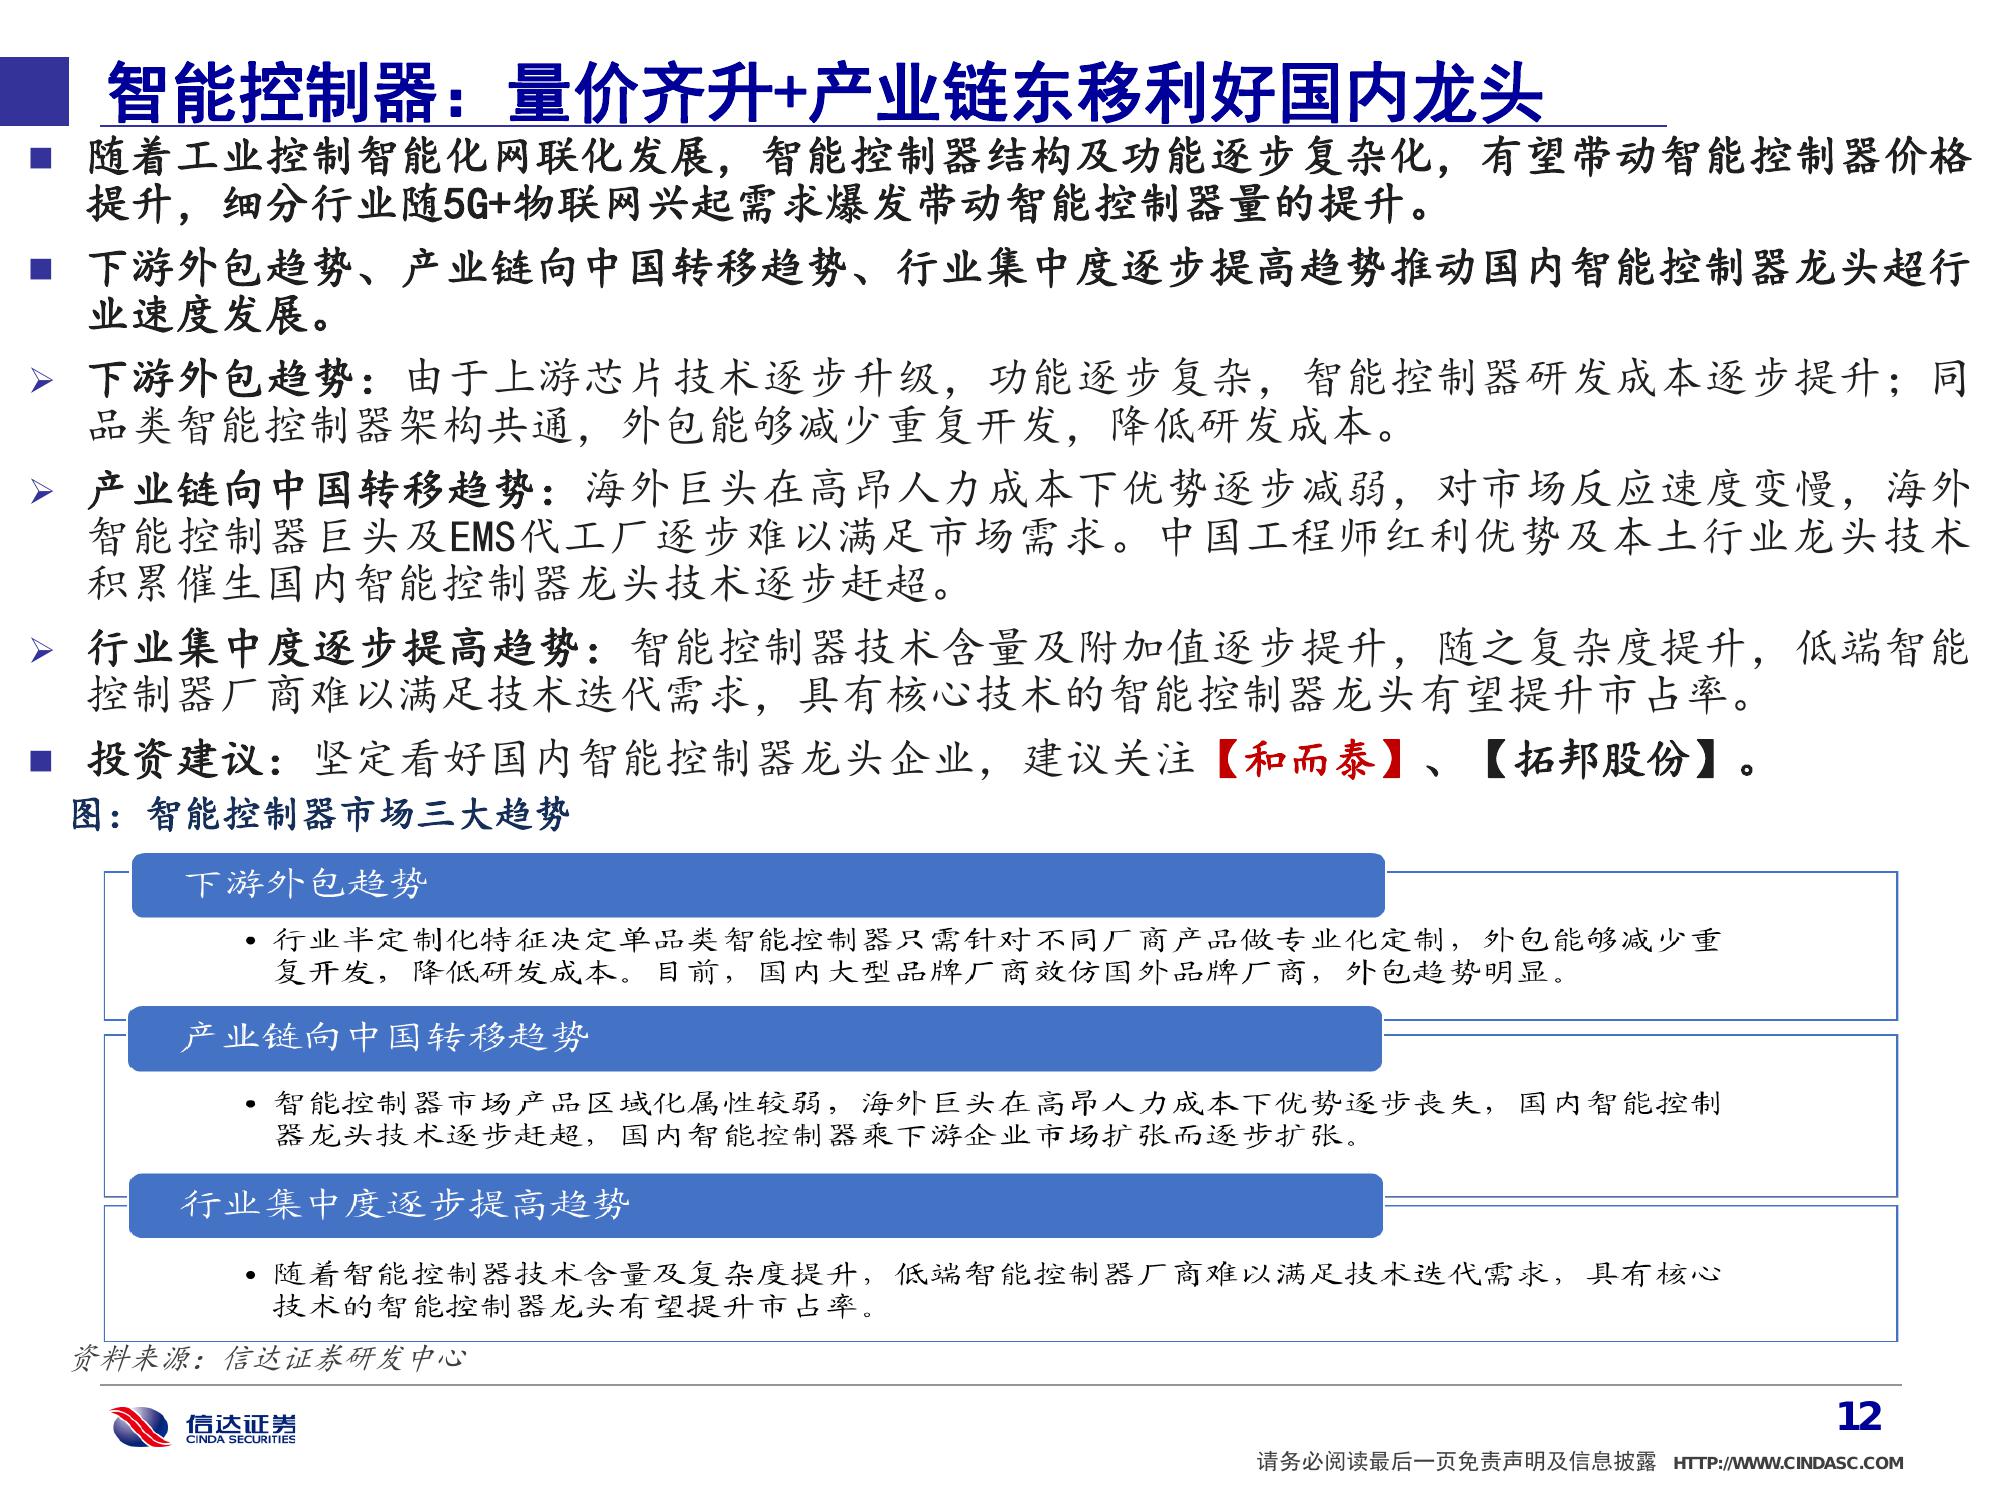 智能控制器：量价齐升+产业链东移利好国内龙头
■ 随着工业控制智能化网联化发展，智能控制器结构及功能逐步复杂化，有望带动智能控制器价格
提升，细分行业随5G+物联网兴起需求爆发带动智能控制器量的提升。
■ 下游外包趋势、产业链向中国转移趋势、行业集中度逐步提高趋势推动国内智能控制器龙头超行
业速度发展。
➢ 下游外包趋势：由于上游芯片技术逐步升级，功能逐步复杂，智能控制器研发成本逐步提升；同
品类智能控制器架构共通，外包能够减少重复开发，降低研发成本。
➢ 产业链向中国转移趋势：海外巨头在高昂人力成本下优势逐步减弱，对市场反应速度变慢，海外
智能控制器巨头及EMS代工厂逐步难以满足市场需求。中国工程师红利优势及本土行业龙头技术
积累催生国内智能控制器龙头技术逐步赶超。
➢ 行业集中度逐步提高趋势：智能控制器技术含量及附加值逐步提升，随之复杂度提升，低端智能
控制器厂商难以满足技术迭代需求，具有核心技术的智能控制器龙头有望提升市占率。
■ 投资建议：坚定看好国内智能控制器龙头企业，建议关注【和而泰】、【拓邦股份】。
图：智能控制器市场三大趋势
下游外包趋势
• 行业半定制化特征决定单品类智能控制器只需针对不同厂商产品做专业化定制，外包能够减少重
复开发，降低研发成本。目前，国内大型品牌厂商效仿国外品牌厂商，外包趋势明显。
产业链向中国转移趋势
• 智能控制器市场产品区域化属性较弱，海外巨头在高昂人力成本下优势逐步丧失，国内智能控制
器龙头技术逐步赶超，国内智能控制器乘下游企业市场扩张而逐步扩张。
行业集中度逐步提高趋势
• 随着智能控制器技术含量及复杂度提升，低端智能控制器厂商难以满足技术迭代需求，具有核心
技术的智能控制器龙头有望提升市占率。
资料来源：信达证券研发中心
信达证券
CINDA SECURITIES
12
请务必阅读最后一页免责声明及信息披露 HTTP://WWW.CINDASC.COM